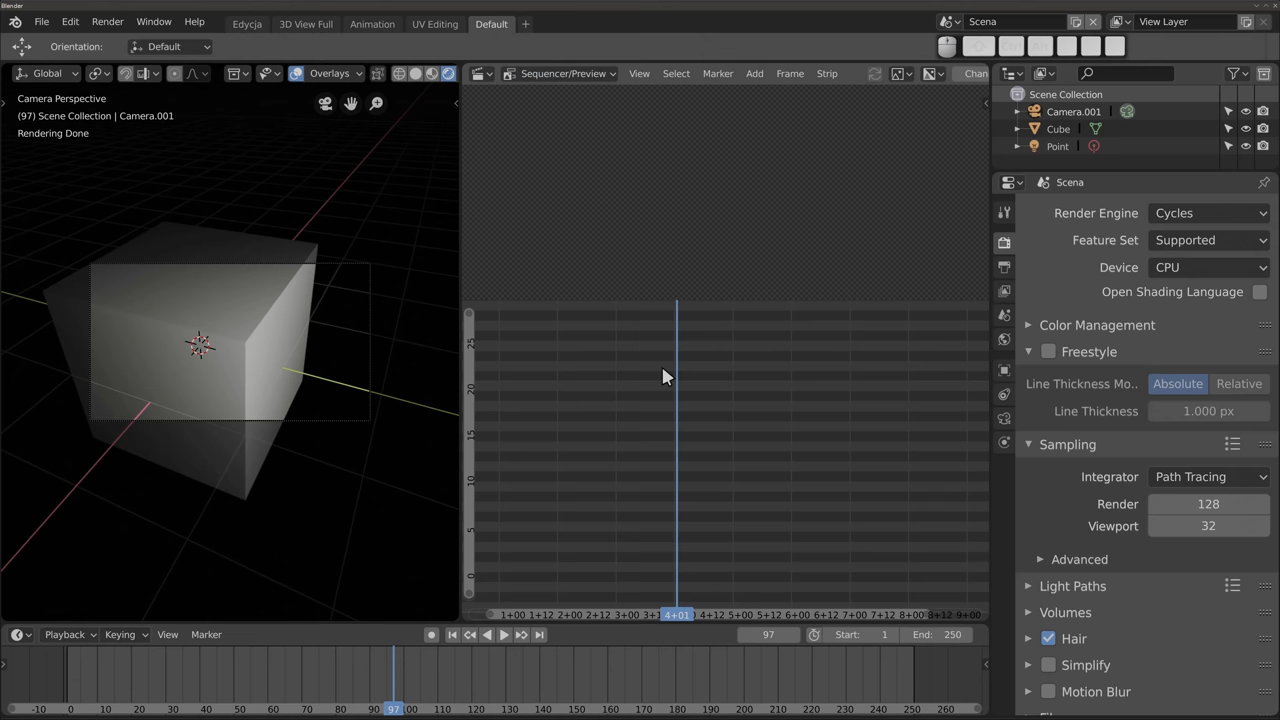 Blender
File Edit Render Window Help
Edycja 3D View Full Animation UV Editing Default +
Scena
View Layer
Orientation: Default
Global
Overlays
Sequencer/Preview View Select Marker Add Frame Strip
Chan
Camera Perspective
(97) Scene Collection | Camera.001
Rendering Done
Scene Collection
Camera.001
Cube
Point
Scena
Render Engine Cycles
Feature Set Supported
Device CPU
Open Shading Language
Color Management
Freestyle
Line Thickness Mo.. Absolute Relative
Line Thickness 1.000 px
Sampling
Integrator Path Tracing
Render 128
Viewport 32
Advanced
Light Paths
Volumes
Hair
Simplify
Motion Blur
25
20
15
10
5
0
1+00 1+12 2+00 2+12 3+00 3+1 4+01 4+12 5+00 5+12 6+00 6+12 7+00 7+12 8+00 8+12 9+00
Playback Keying View Marker
97
Start: 1
End: 250
-10 0 10 20 30 40 50 60 70 80 90 97 00 110 120 130 140 150 160 170 180 190 200 210 220 230 240 250 260